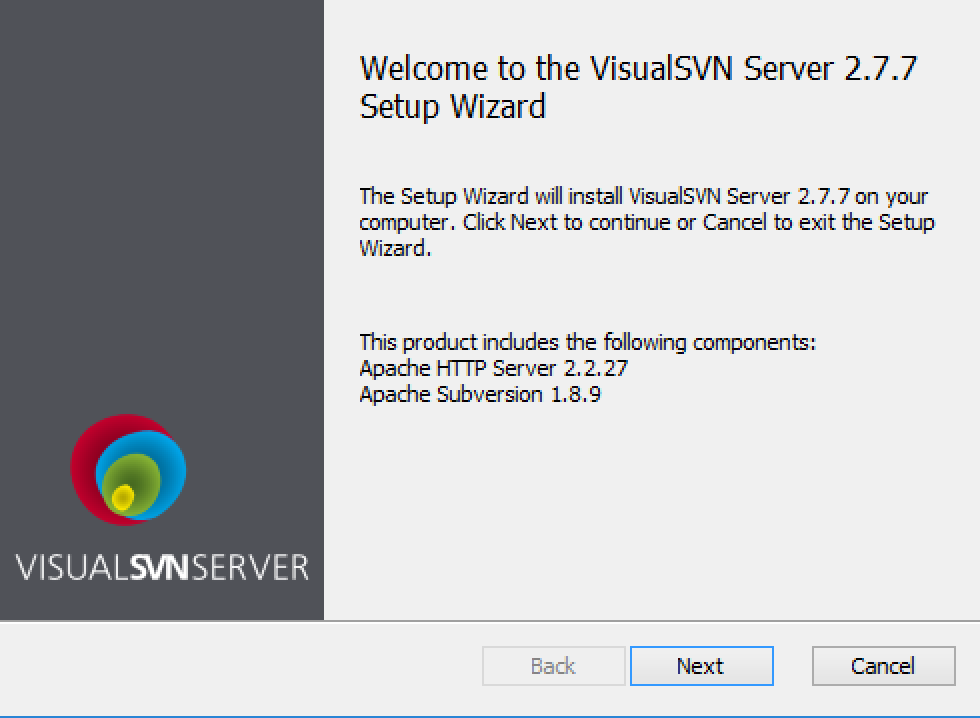 Welcome to the VisualSVN Server 2.7.7
Setup Wizard
The Setup Wizard will install VisualSVN Server 2.7.7 on your
computer. Click Next to continue or Cancel to exit the Setup
Wizard.
This product includes the following components:
Apache HTTP Server 2.2.27
Apache Subversion 1.8.9
VISUALSVNSERVER
Back
Next
Cancel